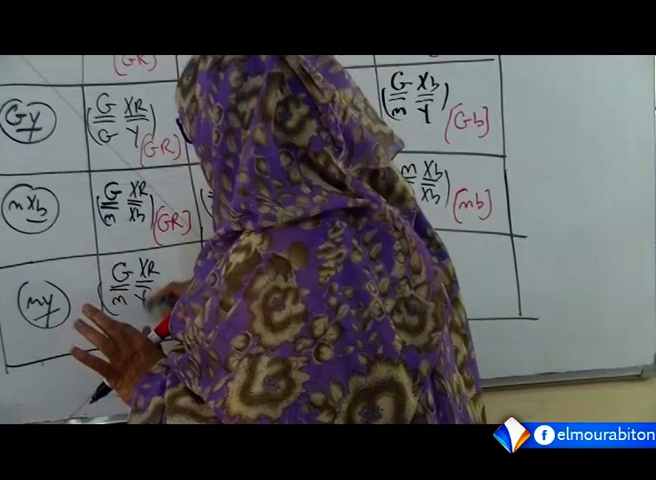 [GR]
GY
G XR
G Y
[GR]
G Xb
m Y
[Gb]
mXb
G XR
m Xb
[GR]
m Xb
m Xb
[mb]
mY
G XR
m Y
elmourabiton